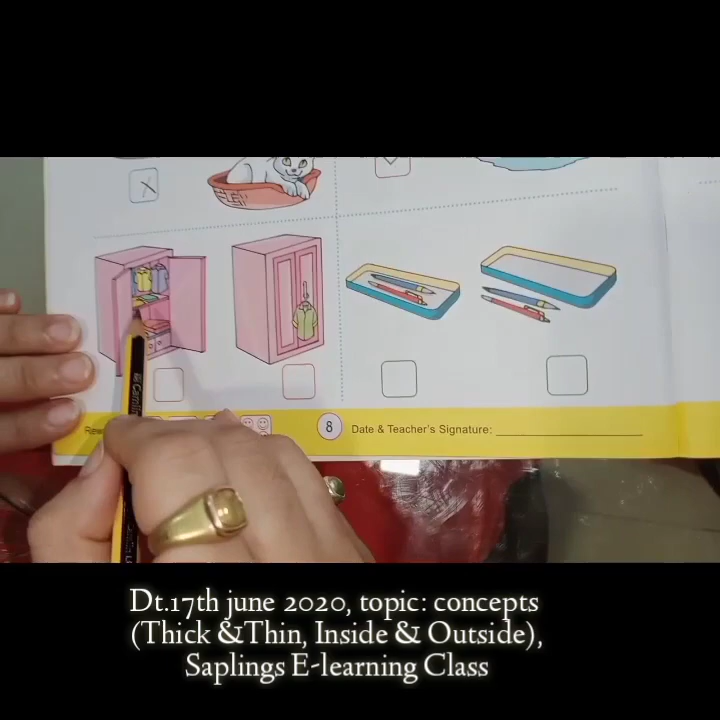 8 Date & Teacher's Signature:
Dt.17th june 2020, topic: concepts
(Thick &Thin, Inside & Outside),
Saplings E-learning Class